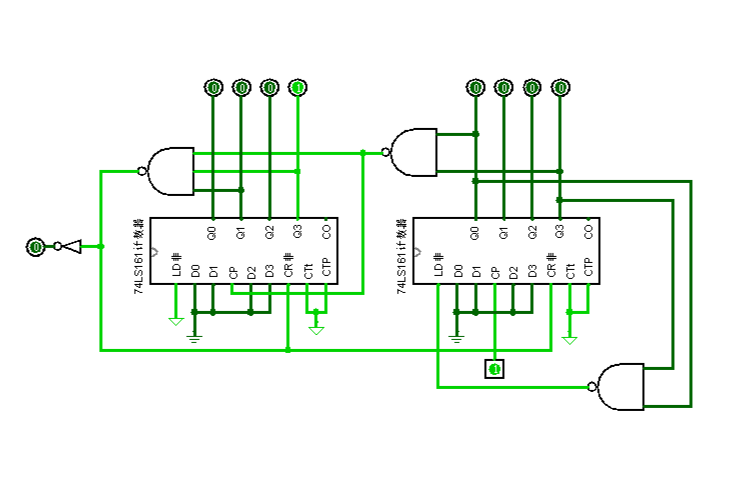 0 0 0 1 0 0 0 0
0
Q0 Q1 Q2 Q3 CO Q0 Q1 Q2 Q3 CO
74LS161计数器 74LS161计数器
LD非 D0 D1 CP D2 D3 CR非 CTt CTP LD非 D0 D1 CP D2 D3 CR非 CTt CTP
1